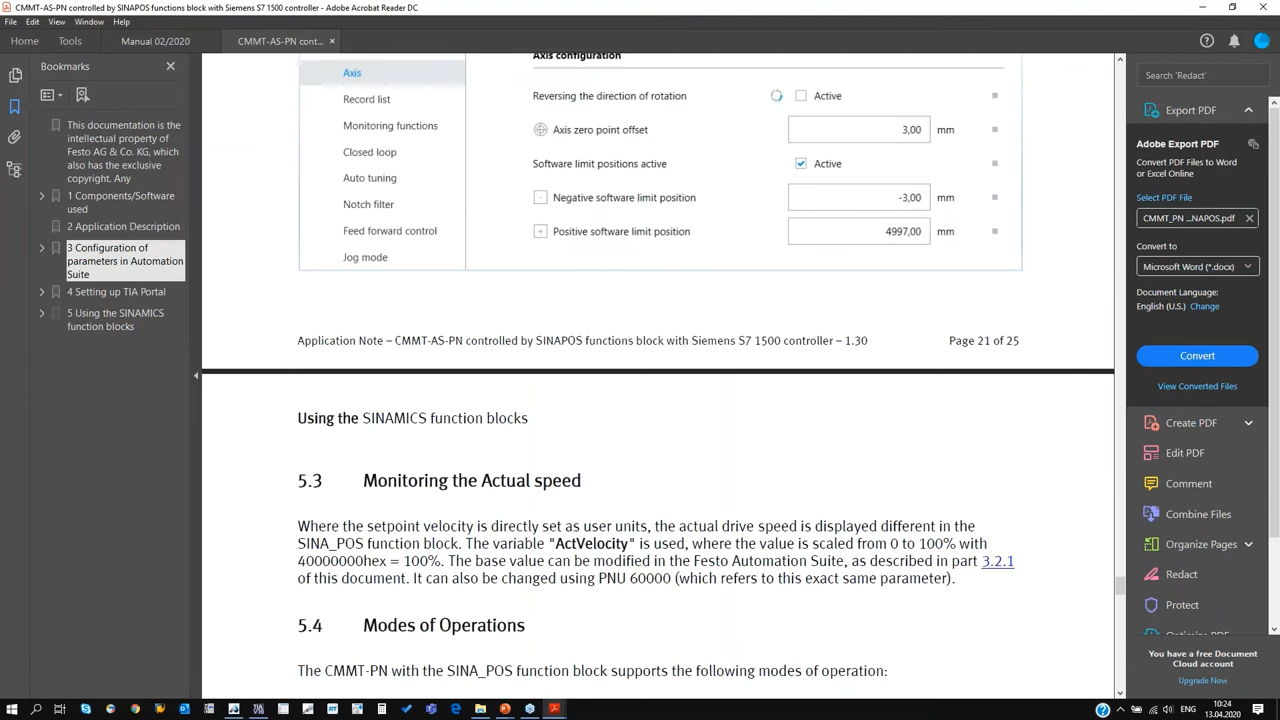 CMMT-AS-PN controlled by SINAPOS functions block with Siemens S7 1500 controller - Adobe Acrobat Reader DC
File Edit View Window Help
Home Tools Manual 02/2020 CMMT-AS-PN cont... ×
Bookmarks
This documentation is the
intellectual property of
Festo AG & Co. KG, which
also has the exclusive
copyright. Any
1 Components/Software
used
2 Application Description
3 Configuration of
parameters in Automation
Suite
4 Setting up TIA Portal
5 Using the SINAMICS
function blocks
Axis
Record list
Monitoring functions
Closed loop
Auto tuning
Notch filter
Feed forward control
Jog mode
Axis configuration
Reversing the direction of rotation Active
Axis zero point offset 3,00 mm
Software limit positions active Active
Negative software limit position -3,00 mm
Positive software limit position 4997,00 mm
Application Note – CMMT-AS-PN controlled by SINAPOS functions block with Siemens S7 1500 controller – 1.30 Page 21 of 25
Using the SINAMICS function blocks
5.3 Monitoring the Actual speed
Where the setpoint velocity is directly set as user units, the actual drive speed is displayed different in the
SINA_POS function block. The variable "ActVelocity" is used, where the value is scaled from 0 to 100% with
40000000hex = 100%. The base value can be modified in the Festo Automation Suite, as described in part 3.2.1
of this document. It can also be changed using PNU 60000 (which refers to this exact same parameter).
5.4 Modes of Operations
The CMMT-PN with the SINA_POS function block supports the following modes of operation:
Search 'Redact'
Export PDF
Adobe Export PDF
Convert PDF Files to Word
or Excel Online
Select PDF File
CMMT_PN ...NAPOS.pdf
Convert to
Microsoft Word (*.docx)
Document Language:
English (U.S.) Change
Convert
View Converted Files
Create PDF
Edit PDF
Comment
Combine Files
Organize Pages
Redact
Protect
Optimize PDF
You have a free Document
Cloud account
Upgrade Now
ENG
10:24
13.04.2020